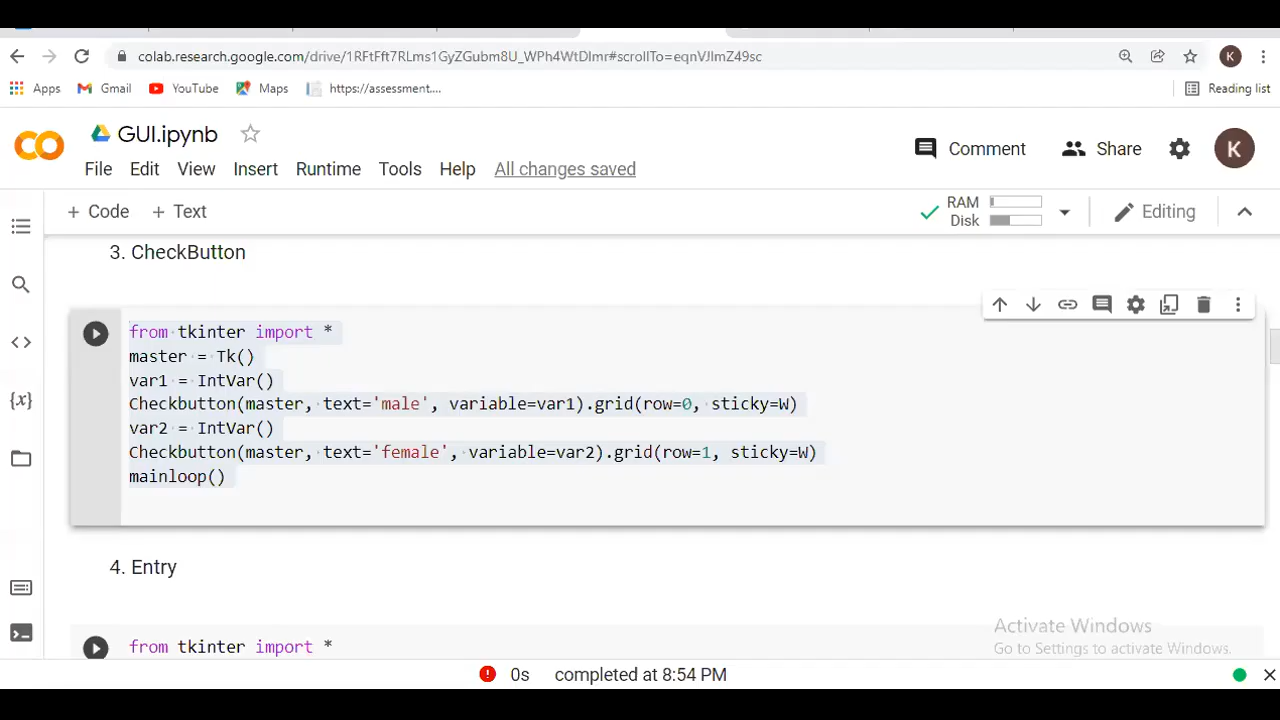 colab.research.google.com/drive/1RFtFft7RLms1GyZGubm8U_WPh4WtDImr#scrollTo=eqnVJImZ49sc
K
Apps Gmail YouTube Maps https://assessment.... Reading list
GUI.ipynb
Comment Share K
File Edit View Insert Runtime Tools Help All changes saved
+ Code + Text RAM Disk Editing
3. CheckButton
from tkinter import *
master = Tk()
var1 = IntVar()
Checkbutton(master, text='male', variable=var1).grid(row=0, sticky=W)
var2 = IntVar()
Checkbutton(master, text='female', variable=var2).grid(row=1, sticky=W)
mainloop()
4. Entry
from tkinter import *
Activate Windows
Go to Settings to activate Windows.
0s completed at 8:54 PM